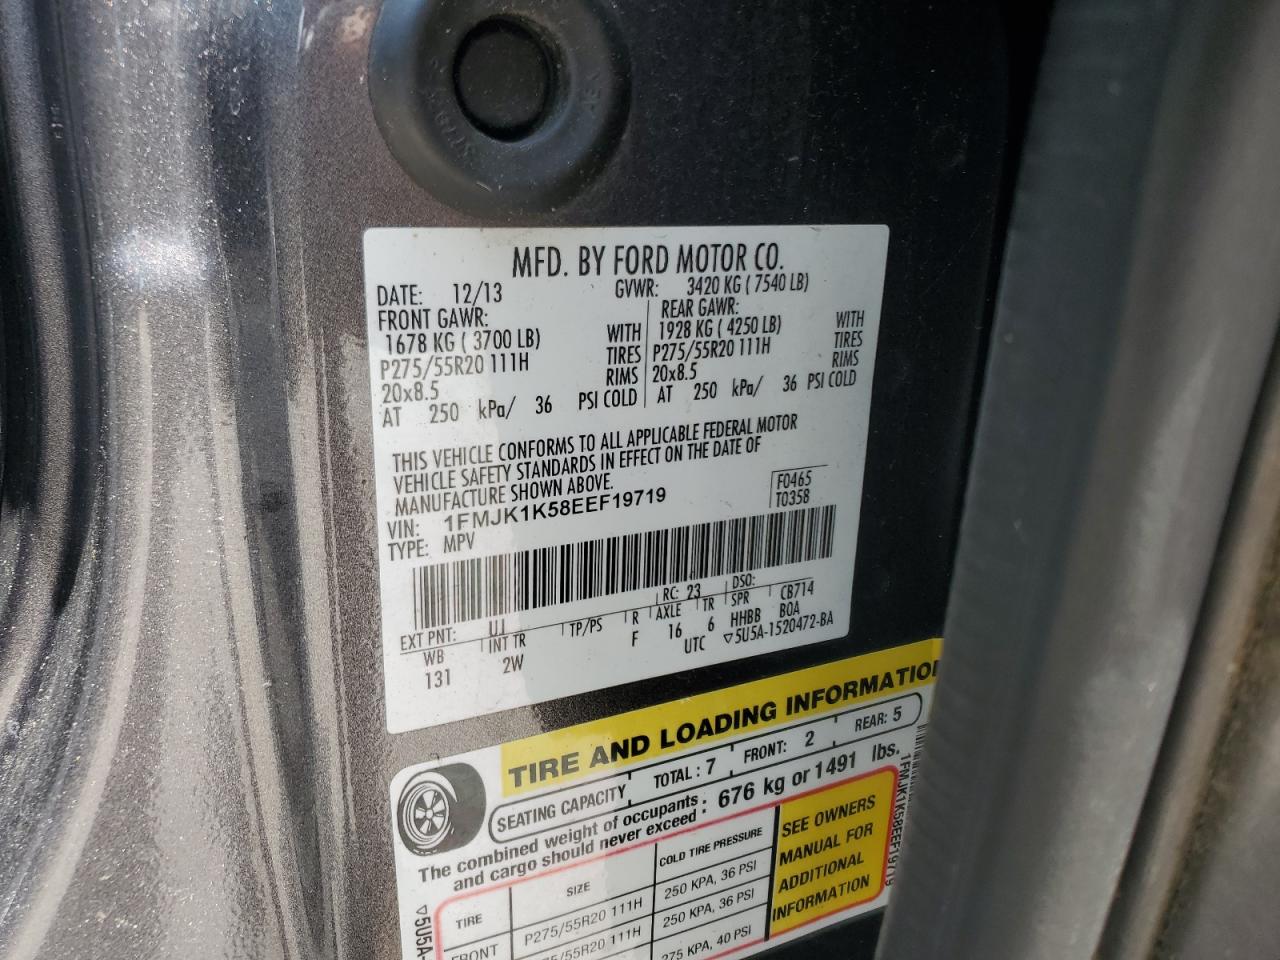 MFD. BY FORD MOTOR CO.
DATE: 12/13 GVWR: 3420 KG ( 7540 LB)
FRONT GAWR: REAR GAWR:
1678 KG ( 3700 LB) WITH 1928 KG ( 4250 LB) WITH
P275/55R20 111H TIRES P275/55R20 111H TIRES
20x8.5 RIMS 20x8.5 RIMS
AT 250 kPa/ 36 PSI COLD AT 250 kPa/ 36 PSI COLD
THIS VEHICLE CONFORMS TO ALL APPLICABLE FEDERAL MOTOR
VEHICLE SAFETY STANDARDS IN EFFECT ON THE DATE OF
MANUFACTURE SHOWN ABOVE.
VIN: 1FMJK1K58EEF19719 F0465
TYPE: MPV T0358
EXT PNT: UJ RC: 23 DSO:
WB INT TR TP/PS R AXLE TR SPR CB714
131 2W F 16 6 HHBB BOA
UTC ▽5U5A-1520472-BA
TIRE AND LOADING INFORMATIO
SEATING CAPACITY TOTAL: 7 FRONT: 2 REAR: 5
The combined weight of occupants and cargo should never exceed : 676 kg or 1491 lbs.
TIRE SIZE COLD TIRE PRESSURE
FRONT P275/55R20 111H 250 KPA, 36 PSI
/55R20 111H 250 KPA, 36 PSI
275 KPA, 40 PSI
SEE OWNERS
MANUAL FOR
ADDITIONAL
INFORMATION
1FMJK1K58EEF19719
▽5U5A-